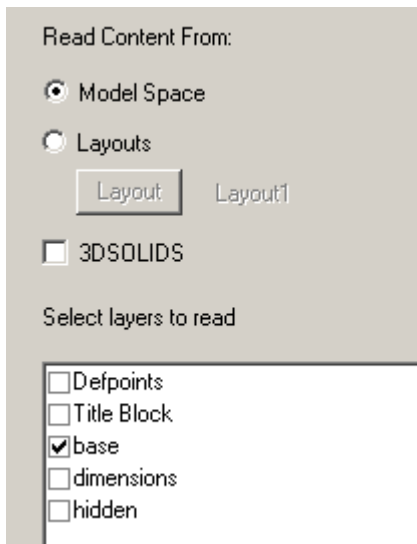 Read Content From:
Model Space
Layouts
Layout Layout1
3DSOLIDS
Select layers to read
Defpoints
Title Block
base
dimensions
hidden